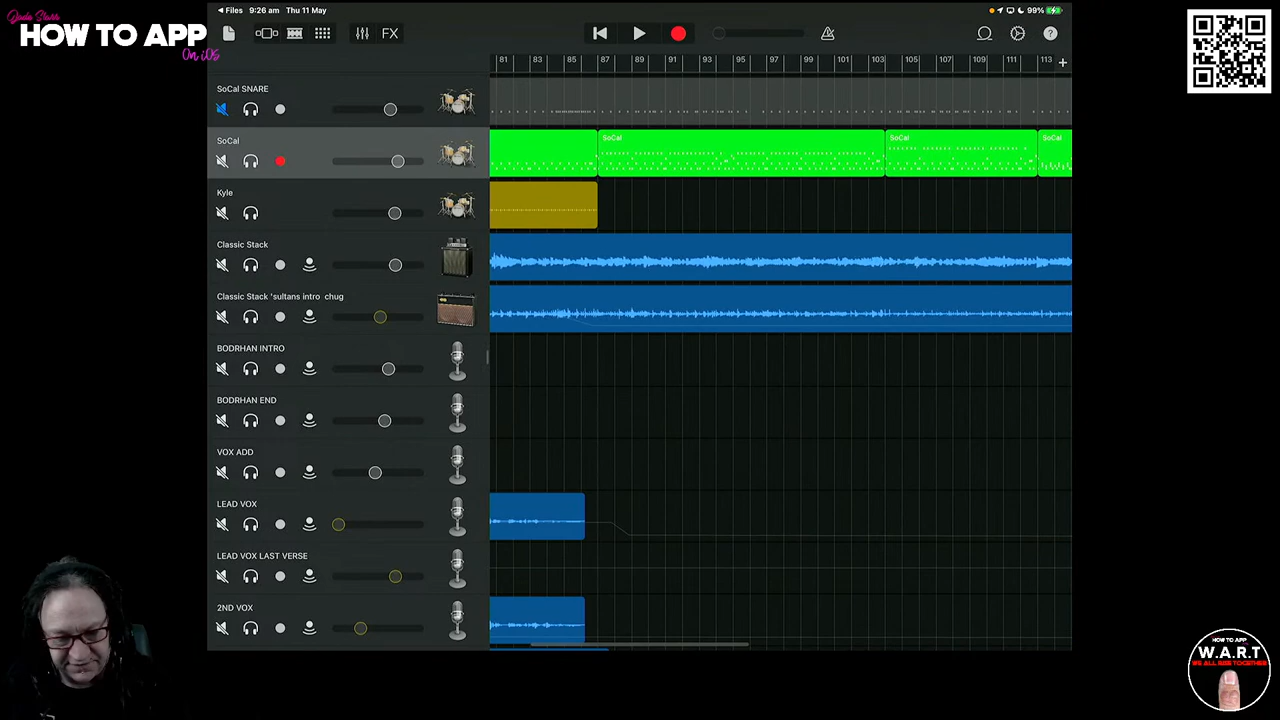 Jade Starr
HOW TO APP
On iOS
Files 9:26 am Thu 11 May
99%
FX
81 83 85 87 89 91 93 95 97 99 101 103 105 107 109 111 113
SoCal SNARE
SoCal
SoCal SoCal SoCal
Kyle
Classic Stack
Classic Stack 'sultans intro chug
BODRHAN INTRO
BODRHAN END
VOX ADD
LEAD VOX
LEAD VOX LAST VERSE
2ND VOX
HOW TO APP
W.A.R.T
WE ALL RISE TOGETHER